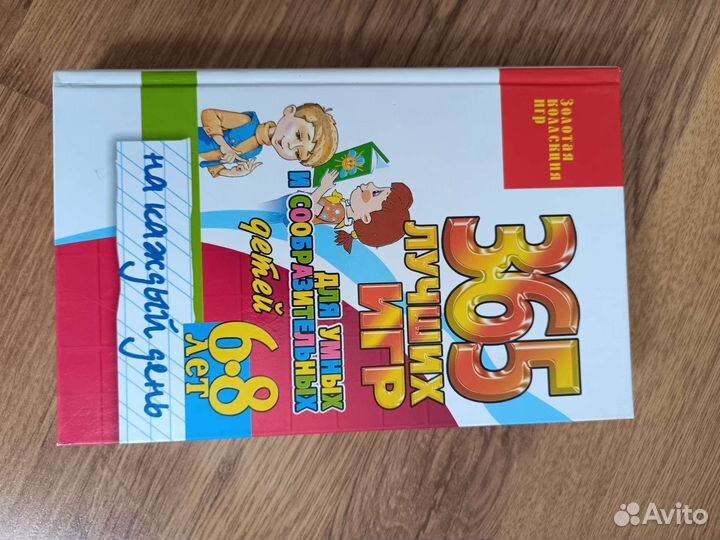 ЗОЛОТАЯ
КОЛЛЕКЦИЯ
ИГР
365
ЛУЧШИХ
ИГР
ДЛЯ УМНЫХ
И СООБРАЗИТЕЛЬНЫХ
детей
6-8
лет
на каждый день
Avito